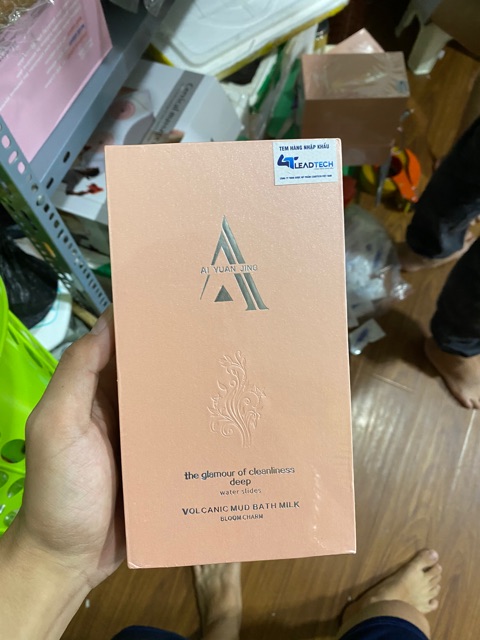 TEM HÀNG NHẬP KHẨU
LEADTECH
AI YUAN JING
the glamour of cleanliness
deep
water slides
VOLCANIC MUD BATH MILK
BLOOM CHARM